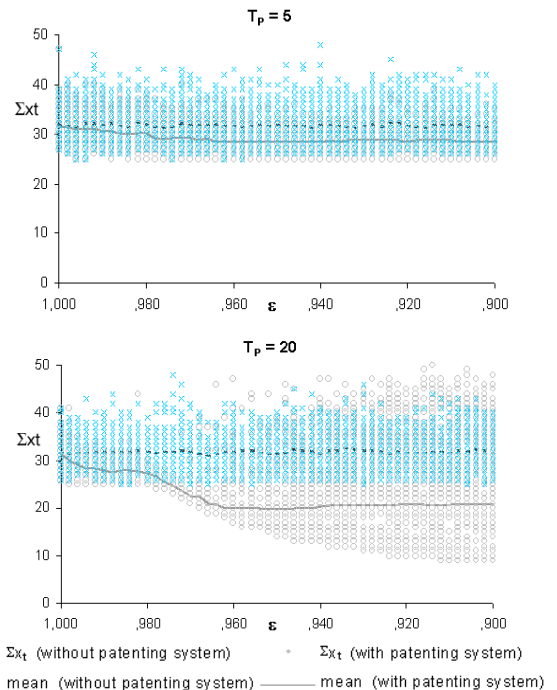 Tp = 5
50
40
Σxt
30
20
10
0
1,000 ,980 ,960 ε ,940 ,920 ,900
Tp = 20
50
40
Σxt
30
20
10
0
1,000 ,980 ,960 ε ,940 ,920 ,900
Σxt (without patenting system) Σxt (with patenting system)
mean (without patenting system) mean (with patenting system)